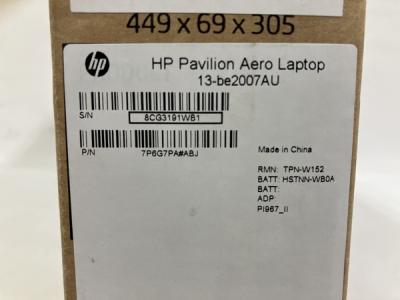 449 x 69 x 305
hp
HP Pavilion Aero Laptop
13-be2007AU
S/N
8CG3191WB1
P/N
7P6G7PA#ABJ
Made in China
RMN: TPN-W152
BATT: HSTNN-WB0A
BATT:
ADP:
PI967_II